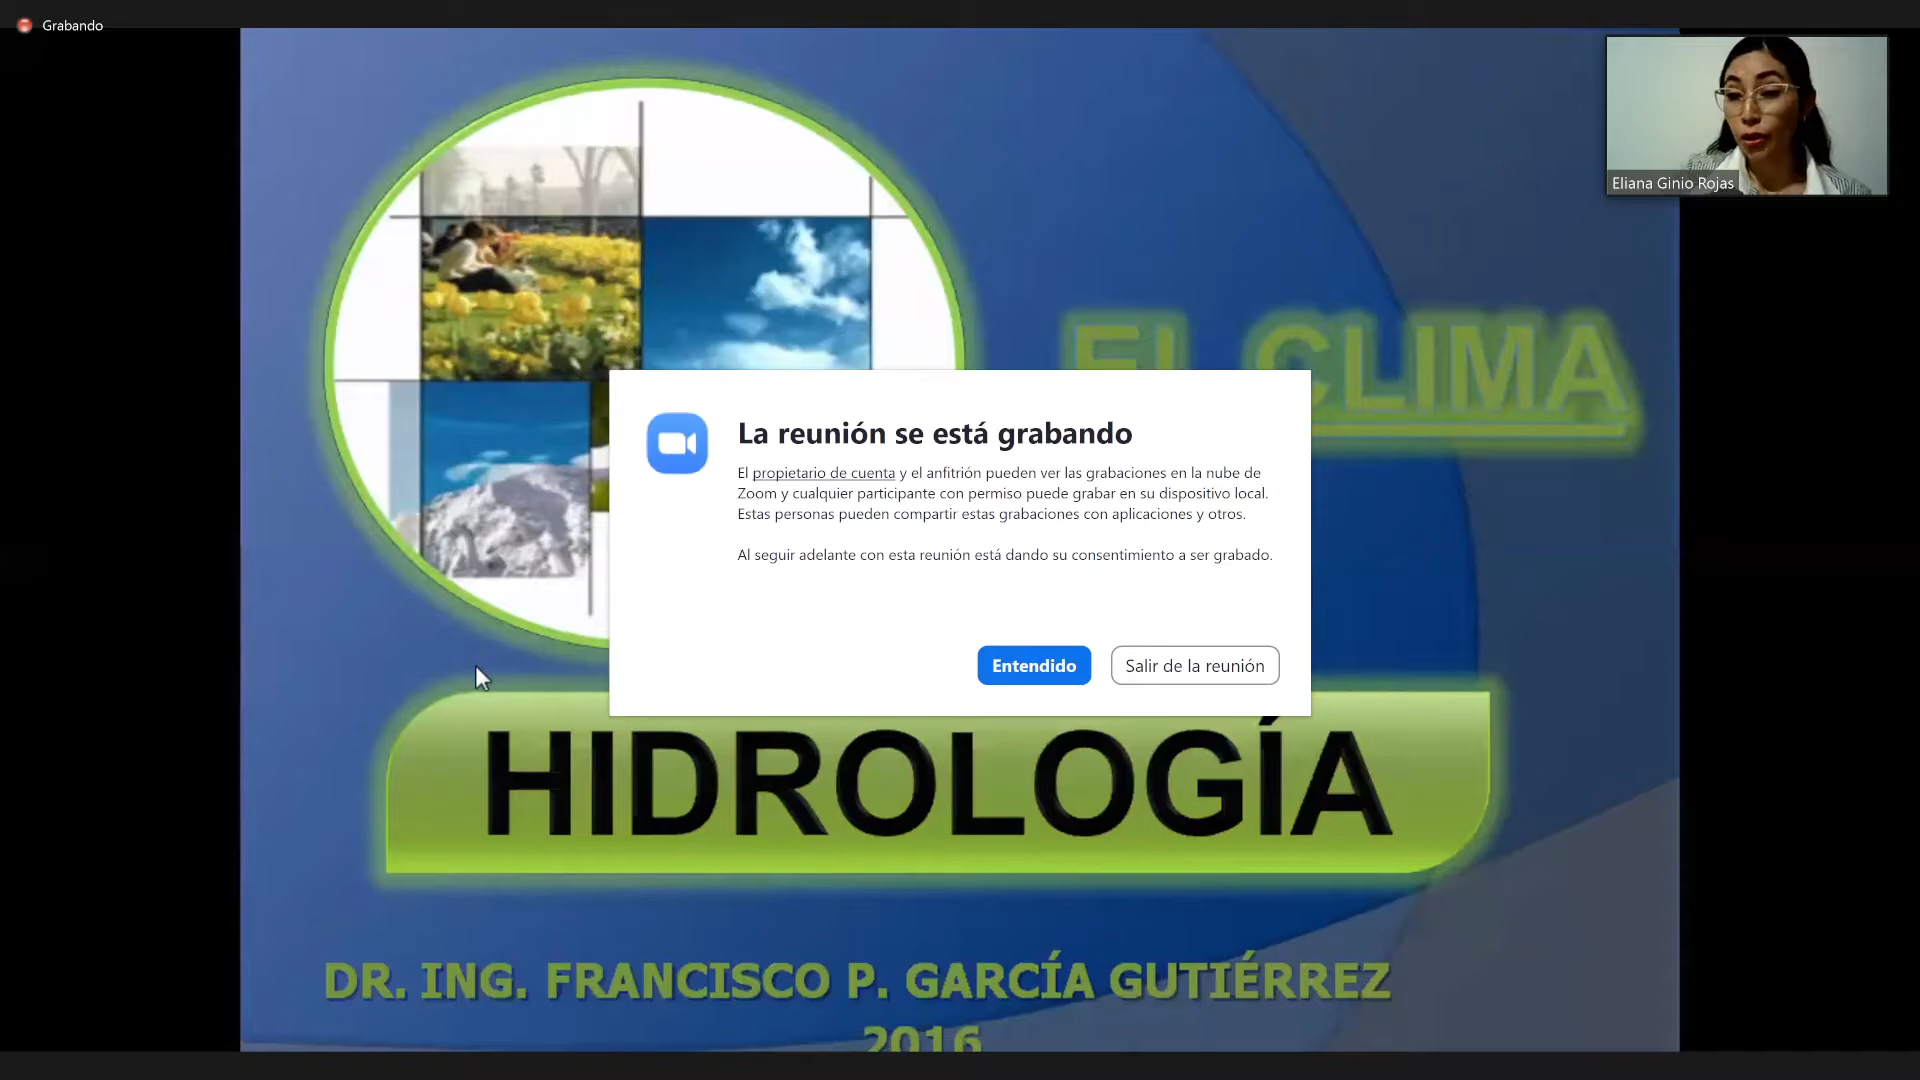 Grabando
Eliana Ginio Rojas
EL CLIMA
La reunión se está grabando
El propietario de cuenta y el anfitrión pueden ver las grabaciones en la nube de
Zoom y cualquier participante con permiso puede grabar en su dispositivo local.
Estas personas pueden compartir estas grabaciones con aplicaciones y otros.
Al seguir adelante con esta reunión está dando su consentimiento a ser grabado.
Entendido
Salir de la reunión
HIDROLOGÍA
DR. ING. FRANCISCO P. GARCÍA GUTIÉRREZ
2016